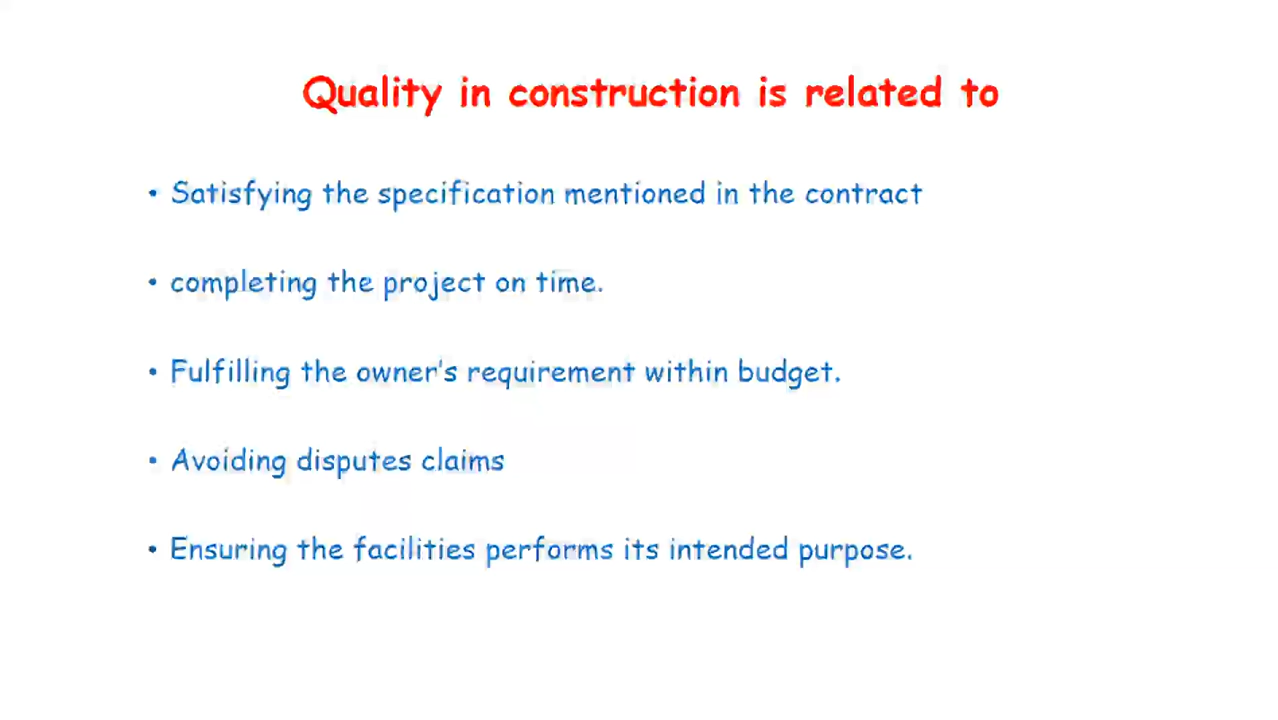 Quality in construction is related to
• Satisfying the specification mentioned in the contract
• completing the project on time.
• Fulfilling the owner's requirement within budget.
• Avoiding disputes claims
• Ensuring the facilities performs its intended purpose.